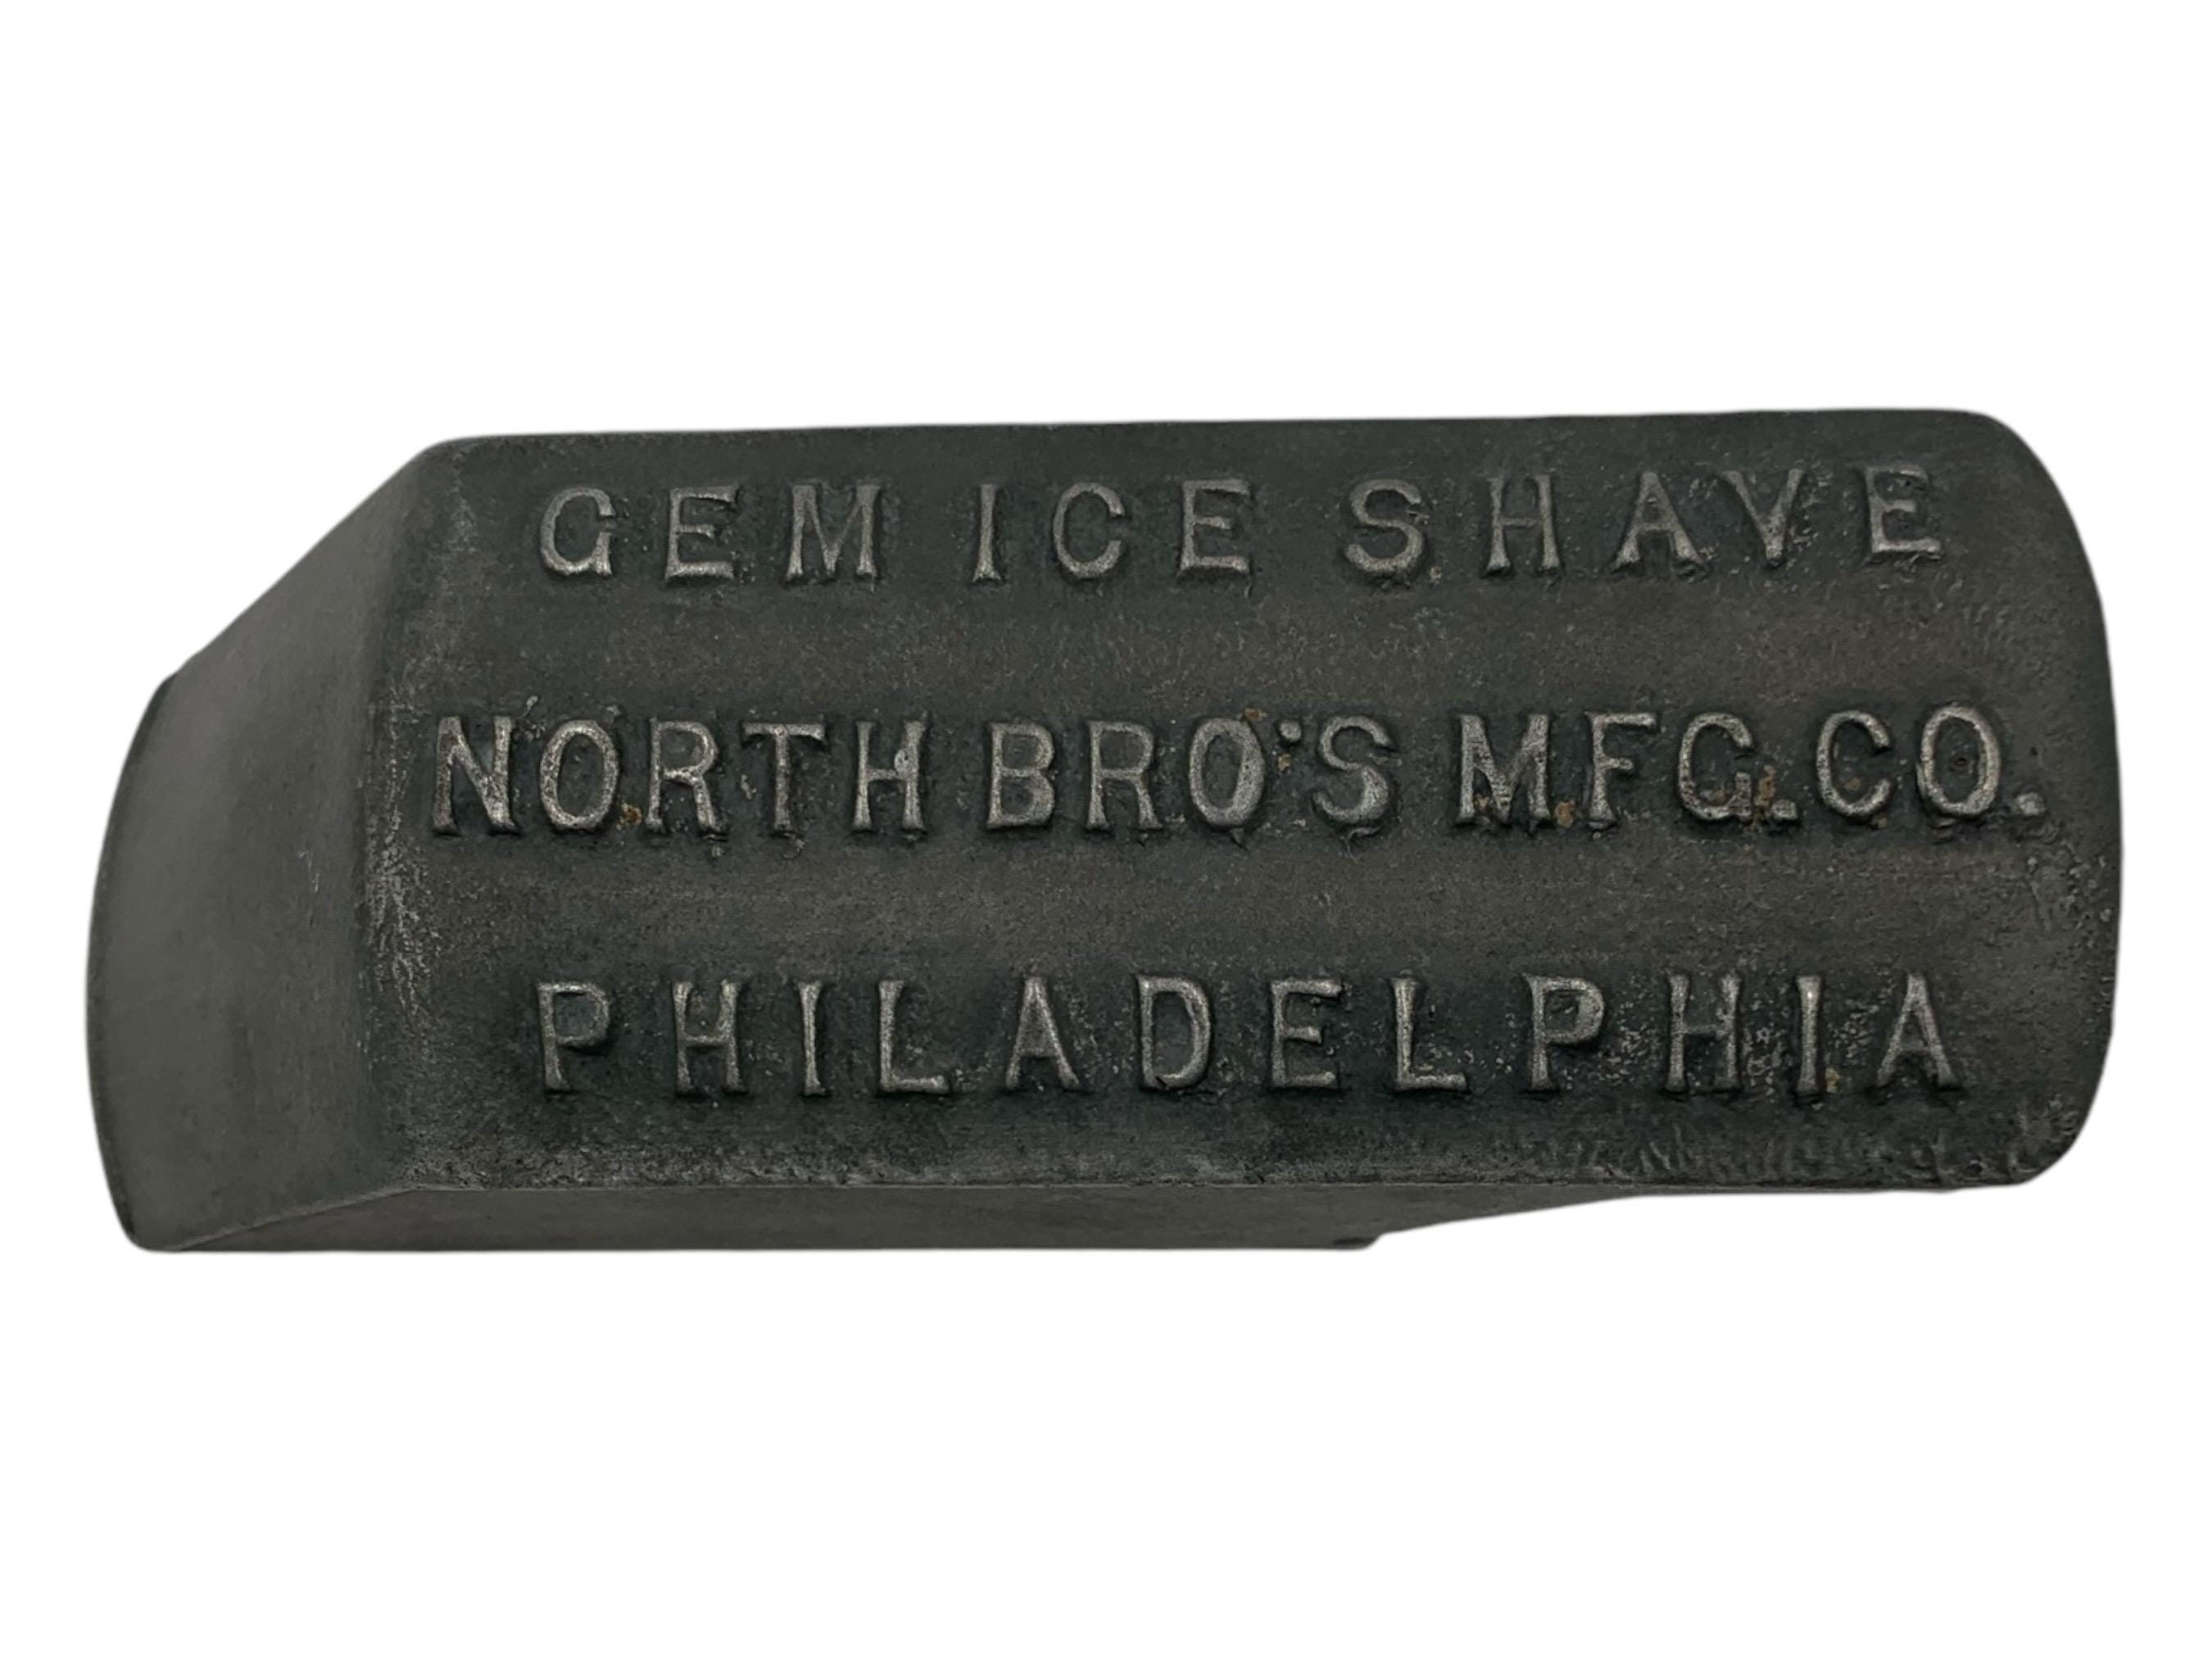 GEM ICE SHAVE
NORTH BRO'S M.F.G. CO.
PHILADELPHIA